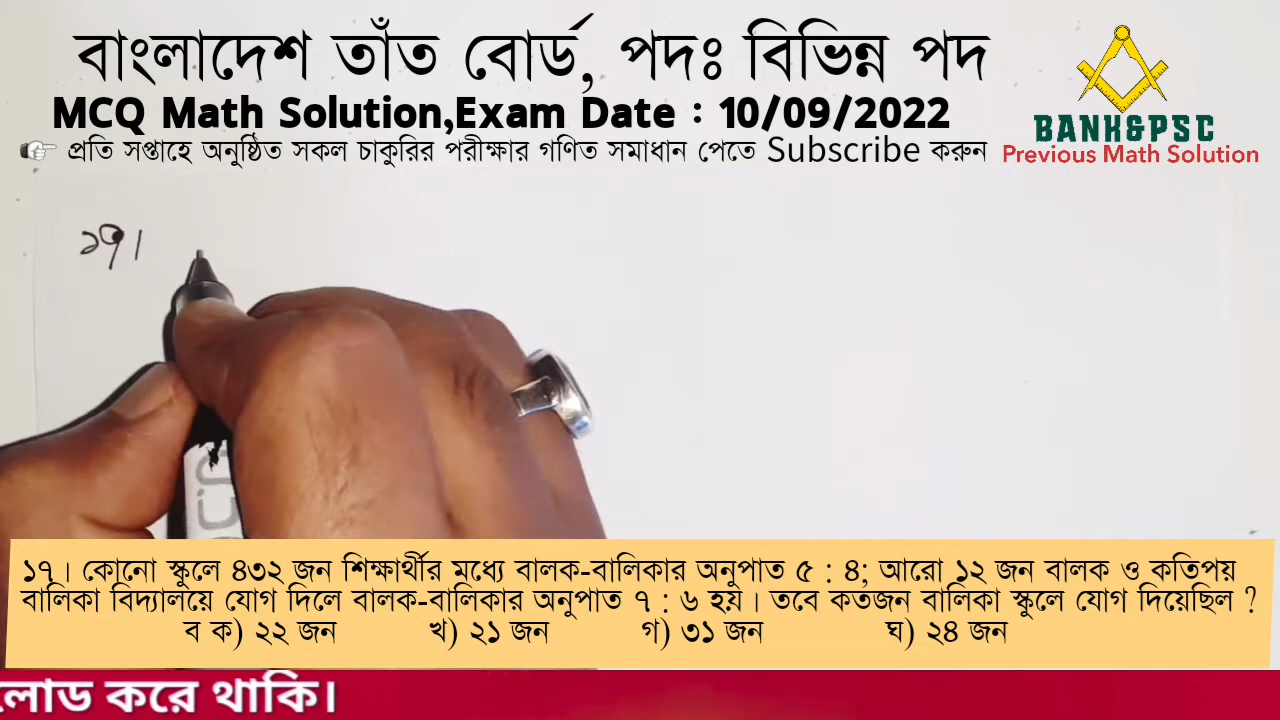 বাংলাদেশ তাঁত বোর্ড, পদঃ বিভিন্ন পদ
MCQ Math Solution,Exam Date : 10/09/2022
প্রতি সপ্তাহে অনুষ্ঠিত সকল চাকুরির পরীক্ষার গণিত সমাধান পেতে Subscribe করুন
BANK&PSC
Previous Math Solution
১৭।
১৭। কোনো স্কুলে ৪৩২ জন শিক্ষার্থীর মধ্যে বালক-বালিকার অনুপাত ৫ : ৪; আরো ১২ জন বালক ও কতিপয়
বালিকা বিদ্যালয়ে যোগ দিলে বালক-বালিকার অনুপাত ৭ : ৬ হয়। তবে কতজন বালিকা স্কুলে যোগ দিয়েছিল ?
ব ক) ২২ জন খ) ২১ জন গ) ৩১ জন ঘ) ২৪ জন
লোড করে থাকি।